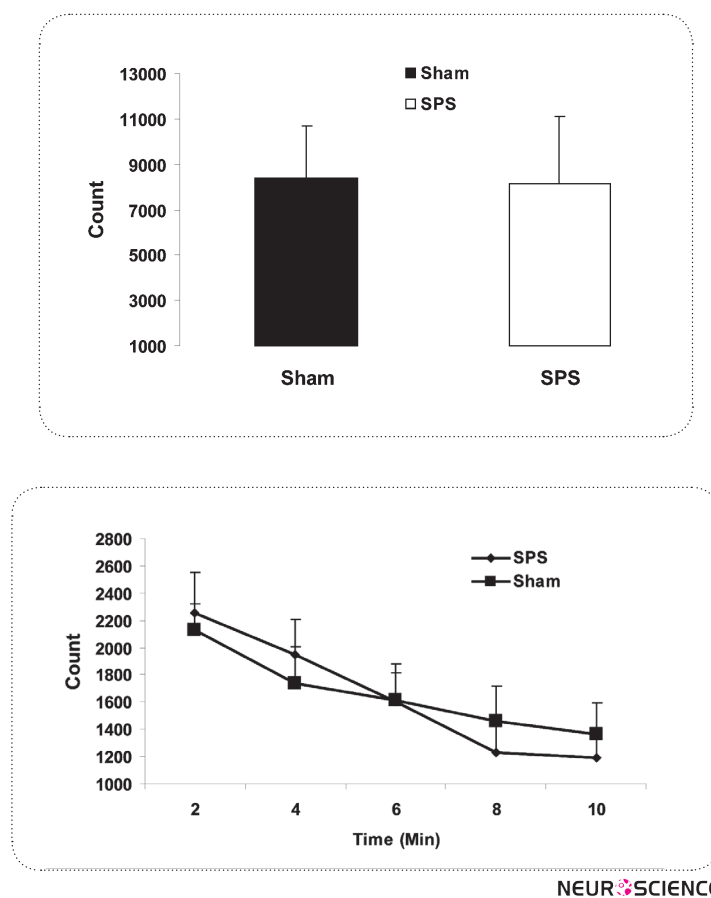 Sham
SPS
13000
11000
9000
7000
5000
3000
1000
Count
Sham SPS
SPS
Sham
2800
2600
2400
2200
2000
1800
1600
1400
1200
1000
Count
2 4 6 8 10
Time (Min)
NEUROSCIENC